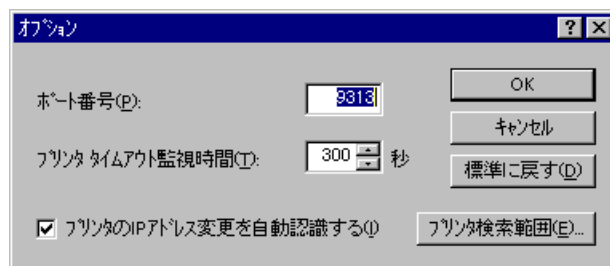 オプション
ポート番号(P):
9313
OK
キャンセル
プリンタ タイムアウト監視時間(T):
300
秒
標準に戻す(D)
プリンタのIPアドレス変更を自動認識する(I)
プリンタ検索範囲(E)...